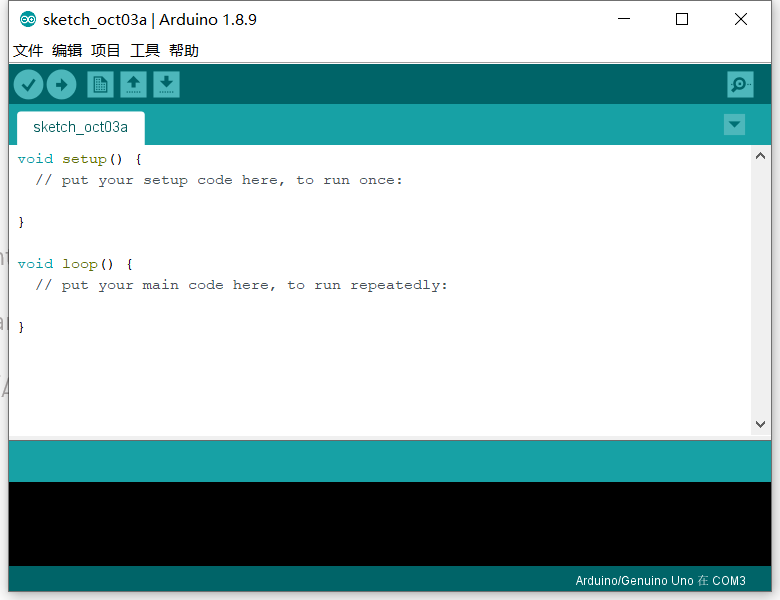 sketch_oct03a | Arduino 1.8.9
文件 编辑 项目 工具 帮助
sketch_oct03a
void setup() {
  // put your setup code here, to run once:
}
void loop() {
  // put your main code here, to run repeatedly:
}
Arduino/Genuino Uno 在 COM3